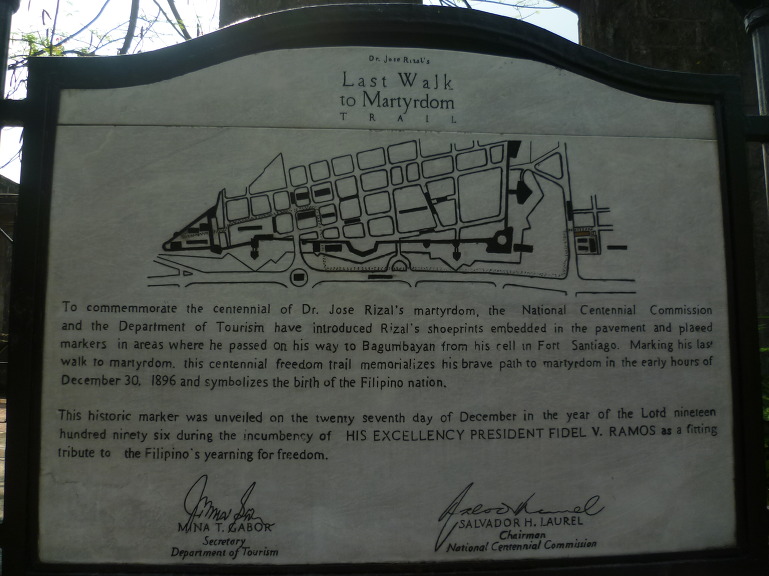 Dr. Jose Rizal's
Last Walk
to Martyrdom
TRAIL
To commemmorate the centennial of Dr. Jose Rizal's martyrdom, the National Centennial Commission
and the Department of Tourism have introduced Rizal's shoeprints embedded in the pavement and placed
markers in areas where he passed on his way to Bagumbayan from his cell in Fort Santiago. Marking his last
walk to martyrdom, this centennial freedom trail memorializes his brave path to martyrdom in the early hours of
December 30, 1896 and symbolizes the birth of the Filipino nation.
This historic marker was unveiled on the twenty seventh day of December in the year of the Lord nineteen
hundred ninety six during the incumbency of HIS EXCELLENCY PRESIDENT FIDEL V. RAMOS as a fitting
tribute to the Filipino's yearning for freedom.
MINA T. GABOR
Secretary
Department of Tourism
SALVADOR H. LAUREL
Chairman
National Centennial Commission